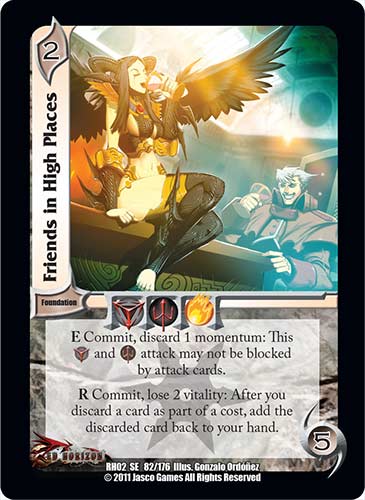 2
Friends in High Places
Foundation
E Commit, discard 1 momentum: This
and attack may not be blocked
by attack cards.
R Commit, lose 2 vitality: After you
discard a card as part of a cost, add the
discarded card back to your hand.
5
RED HORIZON
RH02 SE 82/176 Illus. Gonzalo Ordóñez
© 2011 Jasco Games All Rights Reserved